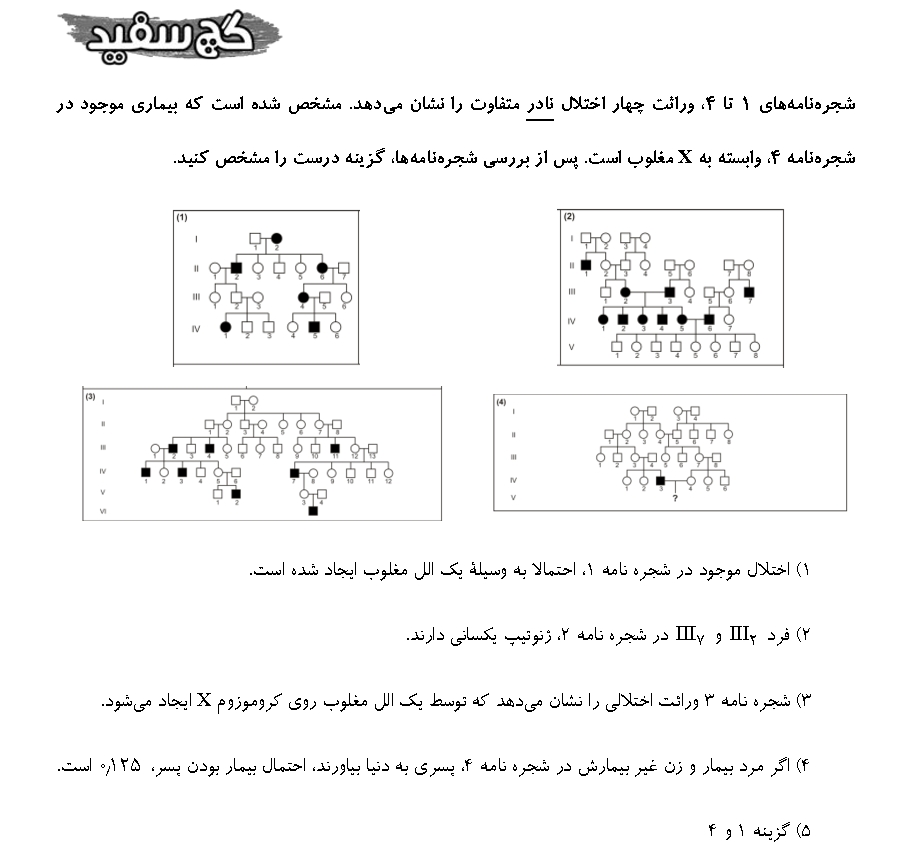 گچ سفید
شجره‌نامه‌های ۱ تا ۴، وراثت چهار اختلال نادر متفاوت را نشان می‌دهد. مشخص شده است که بیماری موجود در
شجره‌نامه ۴، وابسته به X مغلوب است. پس از بررسی شجره‌نامه‌ها، گزینه درست را مشخص کنید.
(1)
I
1 2
II
1 2 3 4 5 6 7
III
1 2 3 4 5 6
IV
1 2 3 4 5 6
(2)
I
1 2 3 4
II
1 2 3 4 5 6 7 8
III
1 2 3 4 5 6 7
IV
1 2 3 4 5 6 7
V
1 2 3 4 5 6 7 8
(3)
I
1 2
II
1 2 3 4 5 6 7 8
III
1 2 3 4 5 6 7 8 9 10 11 12 13
IV
1 2 3 4 5 6 7 8 9 10 11 12
V
1 2 3 4
VI
(4)
I
1 2 3 4
II
1 2 3 4 5 6 7 8
III
1 2 3 4 5 6 7 8
IV
1 2 3 4 5 6
V
?
۱) اختلال موجود در شجره نامه ۱، احتمالا به وسیلهٔ یک الل مغلوب ایجاد شده است.
۲) فرد III۲ و III۷ در شجره نامه ۲، ژنوتیپ یکسانی دارند.
۳) شجره نامه ۳ وراثت اختلالی را نشان می‌دهد که توسط یک الل مغلوب روی کروموزوم X ایجاد می‌شود.
۴) اگر مرد بیمار و زن غیر بیمارش در شجره نامه ۴، پسری به دنیا بیاورند، احتمال بیمار بودن پسر، ۰٫۱۲۵ است.
۵) گزینه ۱ و ۴